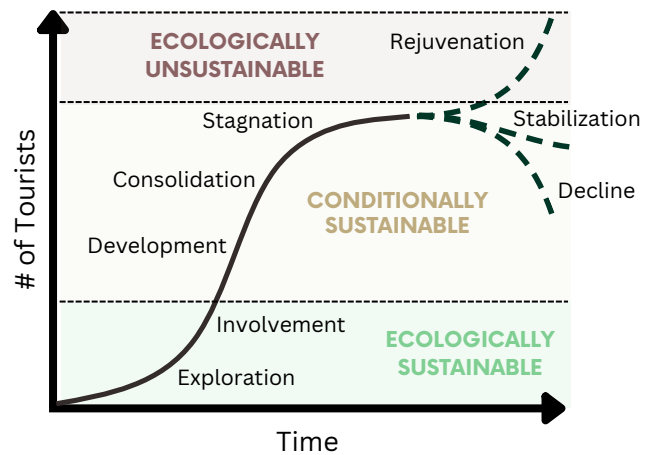 ECOLOGICALLY
UNSUSTAINABLE
Rejuvenation
Stagnation
Stabilization
Consolidation
CONDITIONALLY
SUSTAINABLE
Decline
Development
Involvement
ECOLOGICALLY
SUSTAINABLE
Exploration
# of Tourists
Time